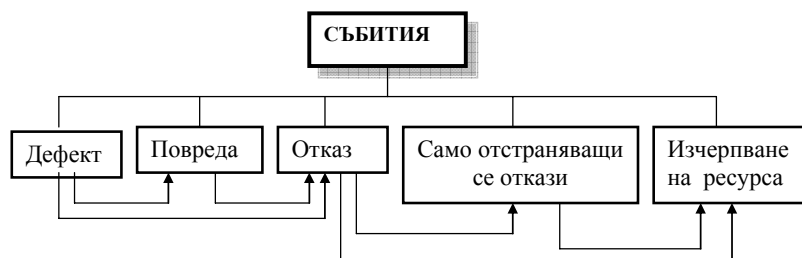 СЪБИТИЯ
Дефект
Повреда
Отказ
Само отстраняващи
се откази
Изчерпване
на ресурса